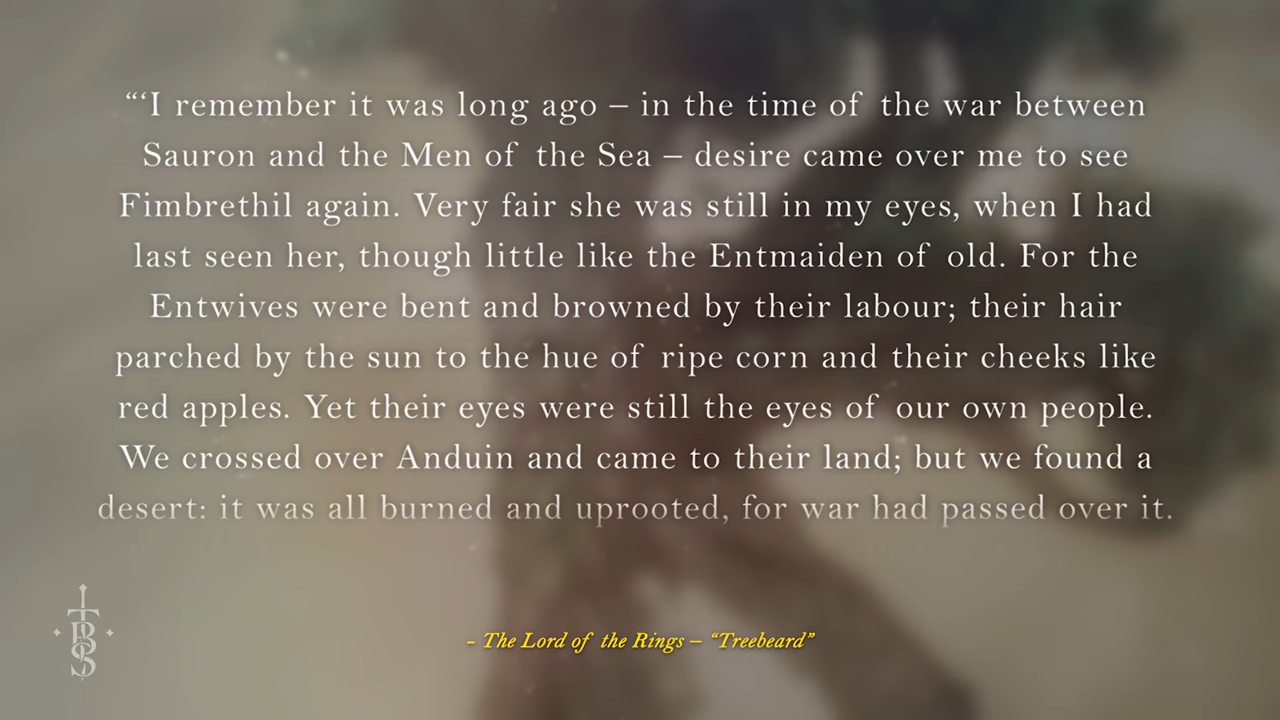 “‘I remember it was long ago – in the time of the war between
Sauron and the Men of the Sea – desire came over me to see
Fimbrethil again. Very fair she was still in my eyes, when I had
last seen her, though little like the Entmaiden of old. For the
Entwives were bent and browned by their labour; their hair
parched by the sun to the hue of ripe corn and their cheeks like
red apples. Yet their eyes were still the eyes of our own people.
We crossed over Anduin and came to their land; but we found a
desert: it was all burned and uprooted, for war had passed over it.
- The Lord of the Rings – “Treebeard”
TBS